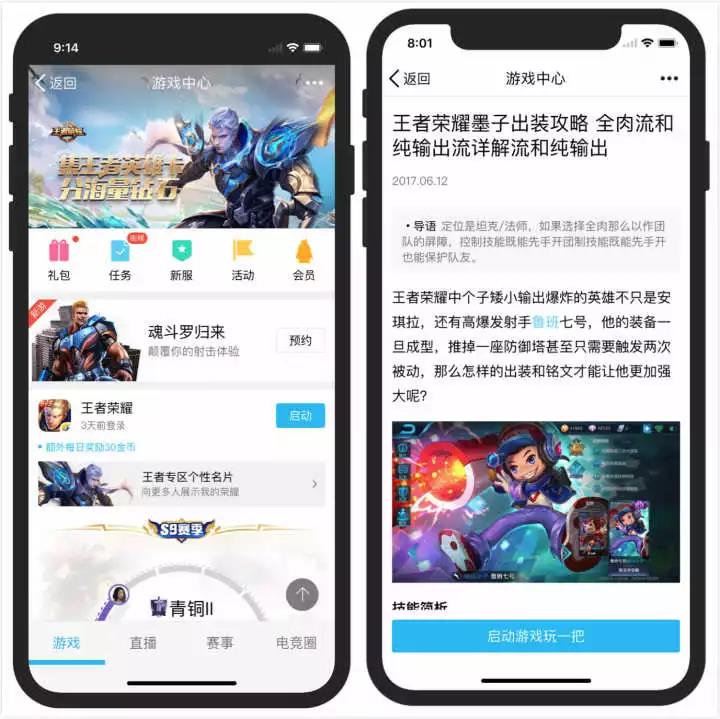 9:14
返回
游戏中心
王者荣耀
集王者英雄卡
分海量钻石
礼包
任务
新服
活动
会员
新游
魂斗罗归来
颠覆你的射击体验
预约
王者荣耀
3天前登录
启动
额外每日奖励30金币
王者专区个性名片
向更多人展示我的荣耀
S9赛季
青铜II
游戏
直播
赛事
电竞圈
8:01
返回
游戏中心
王者荣耀墨子出装攻略 全肉流和
纯输出流详解流和纯输出
2017.06.12
• 导语 定位是坦克/法师，如果选择全肉那么以作团
队的屏障，控制技能既能先手开团制技能既能先手开
也能保护队友。
王者荣耀中个子矮小输出爆炸的英雄不只是安
琪拉，还有高爆发射手鲁班七号，他的装备一
旦成型，推掉一座防御塔甚至只需要触发两次
被动，那么怎样的出装和铭文才能让他更加强
大呢?
鲁班七号
技能简析
启动游戏玩一把